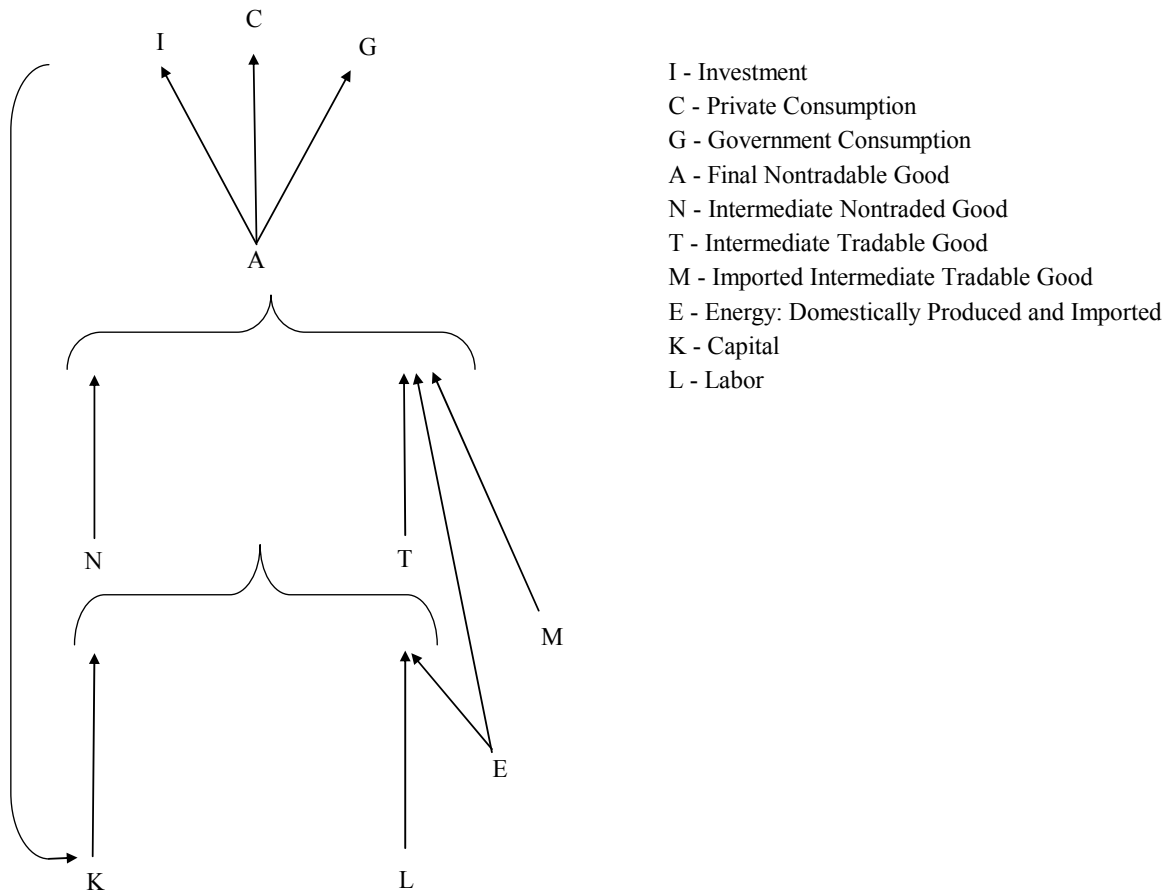 C
I
G
A
N
T
M
E
K
L
I - Investment
C - Private Consumption
G - Government Consumption
A - Final Nontradable Good
N - Intermediate Nontraded Good
T - Intermediate Tradable Good
M - Imported Intermediate Tradable Good
E - Energy: Domestically Produced and Imported
K - Capital
L - Labor